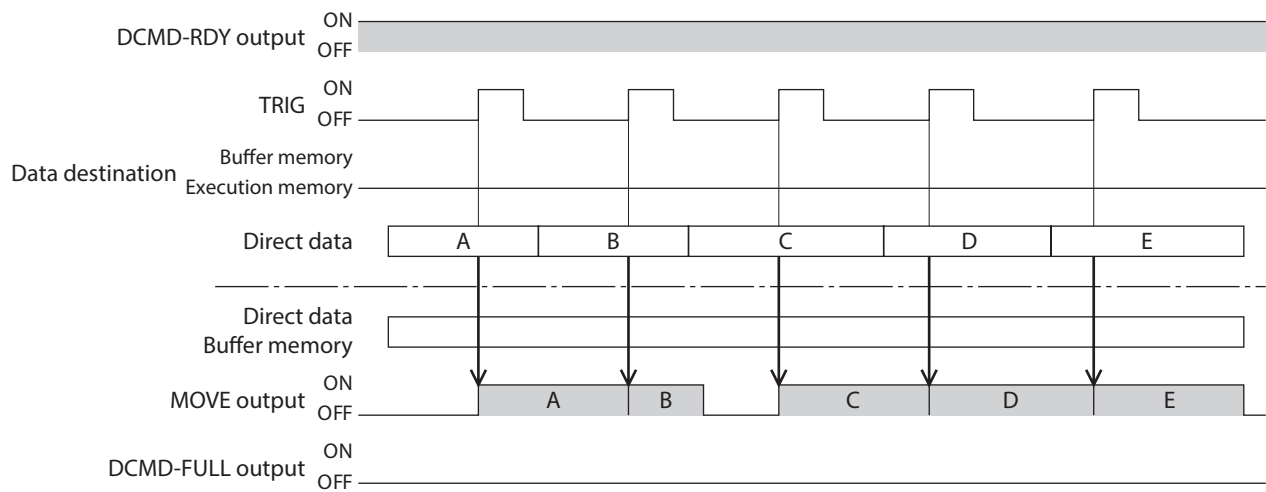 ON
DCMD-RDY output
OFF
ON
TRIG
OFF
Buffer memory
Data destination
Execution memory
Direct data A B C D E
Direct data
Buffer memory
ON
MOVE output A B C D E
OFF
ON
DCMD-FULL output
OFF